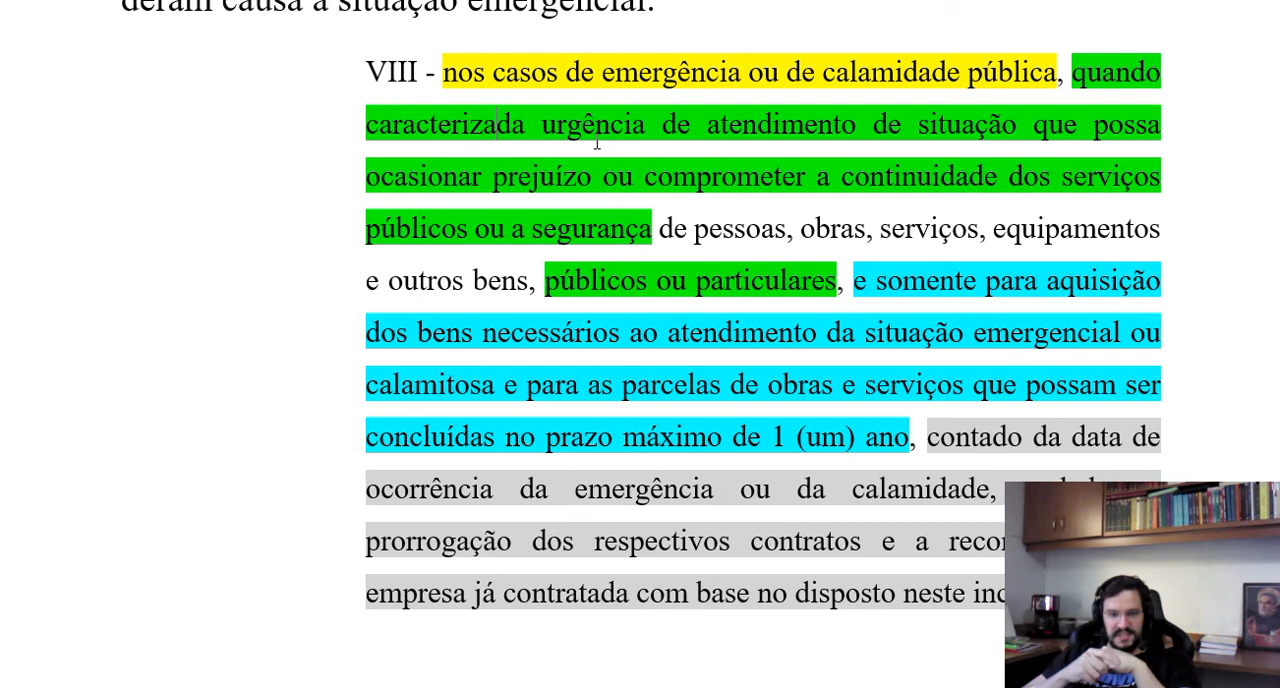 deram causa à situação emergencial.
VIII - nos casos de emergência ou de calamidade pública, quando
caracterizada urgência de atendimento de situação que possa
ocasionar prejuízo ou comprometer a continuidade dos serviços
públicos ou a segurança de pessoas, obras, serviços, equipamentos
e outros bens, públicos ou particulares, e somente para aquisição
dos bens necessários ao atendimento da situação emergencial ou
calamitosa e para as parcelas de obras e serviços que possam ser
concluídas no prazo máximo de 1 (um) ano, contado da data de
ocorrência da emergência ou da calamidade,
prorrogação dos respectivos contratos e a
empresa já contratada com base no disposto neste